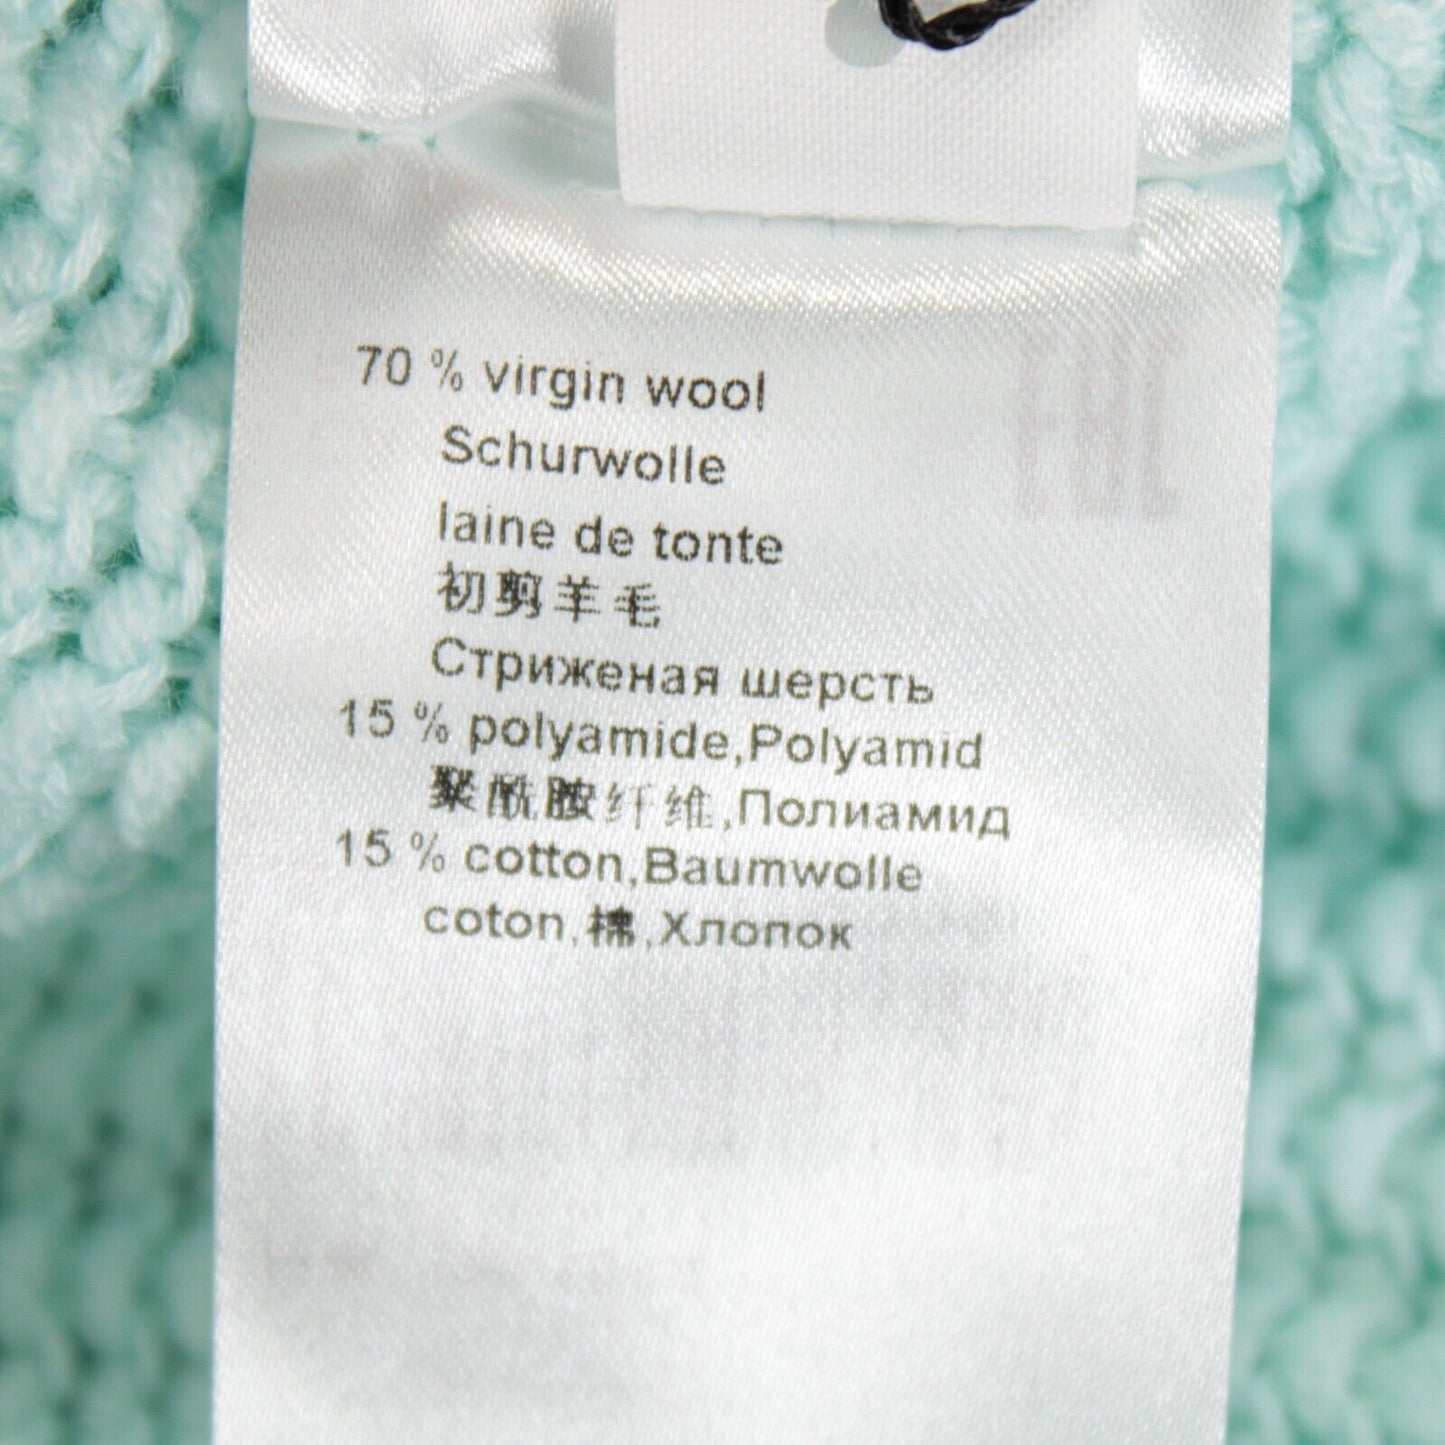 70 % virgin wool
Schurwolle
laine de tonte
初剪羊毛
Стриженая шерсть
15 % polyamide,Polyamid
聚酰胺纤维,Полиамид
15 % cotton,Baumwolle
coton,棉,Хлопок